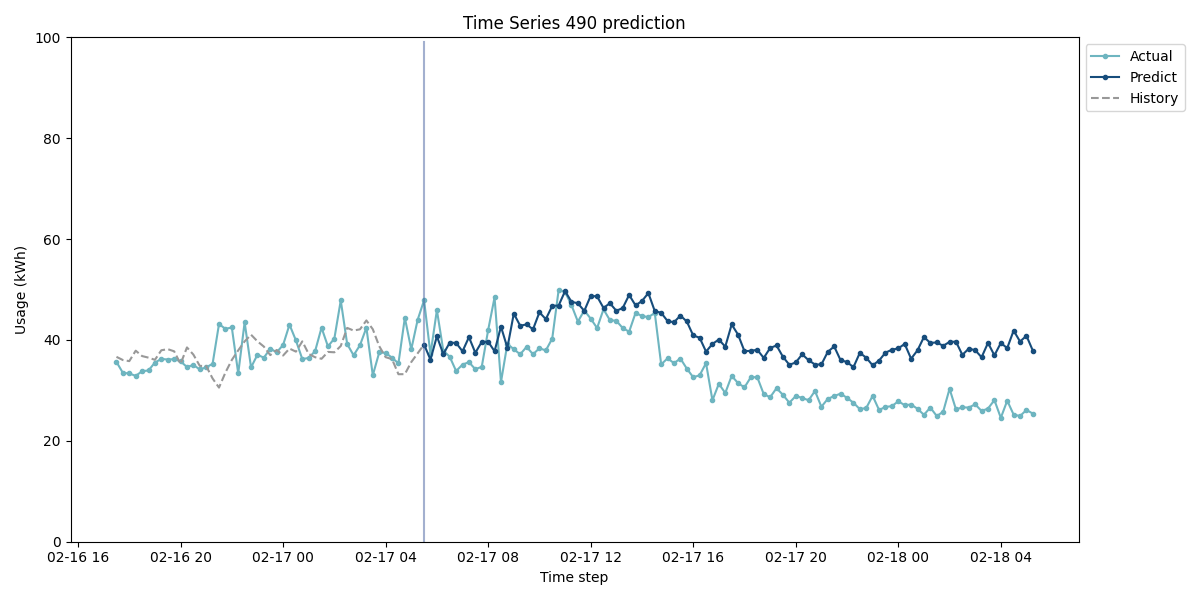 Time Series 490 prediction
Usage (kWh)
100
80
60
40
20
0
02-16 16
02-16 20
02-17 00
02-17 04
02-17 08
02-17 12
02-17 16
02-17 20
02-18 00
02-18 04
Time step
Actual
Predict
History